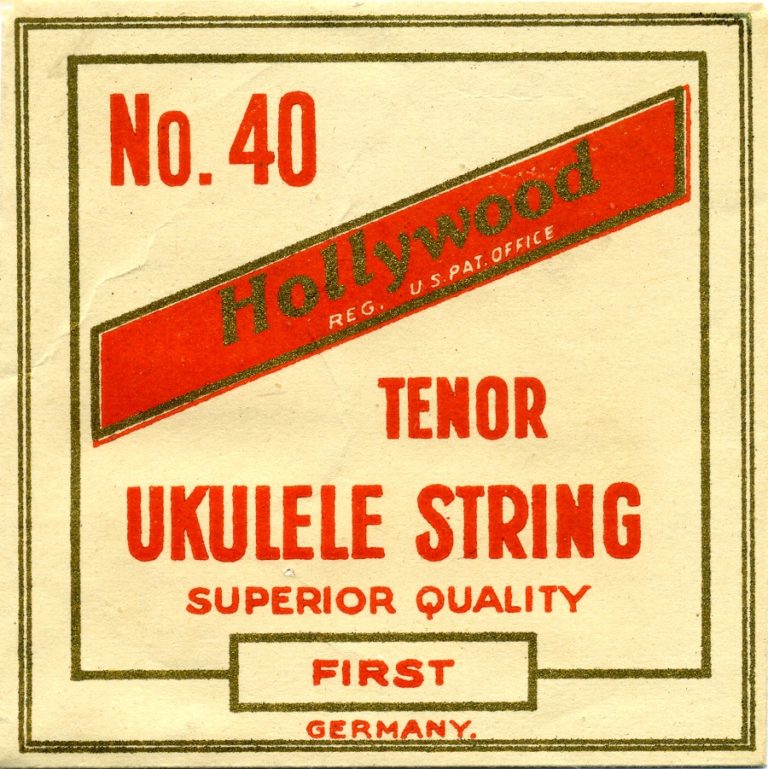 No. 40
Hollywood
REG. U.S. PAT. OFFICE
TENOR
UKULELE STRING
SUPERIOR QUALITY
FIRST
GERMANY.